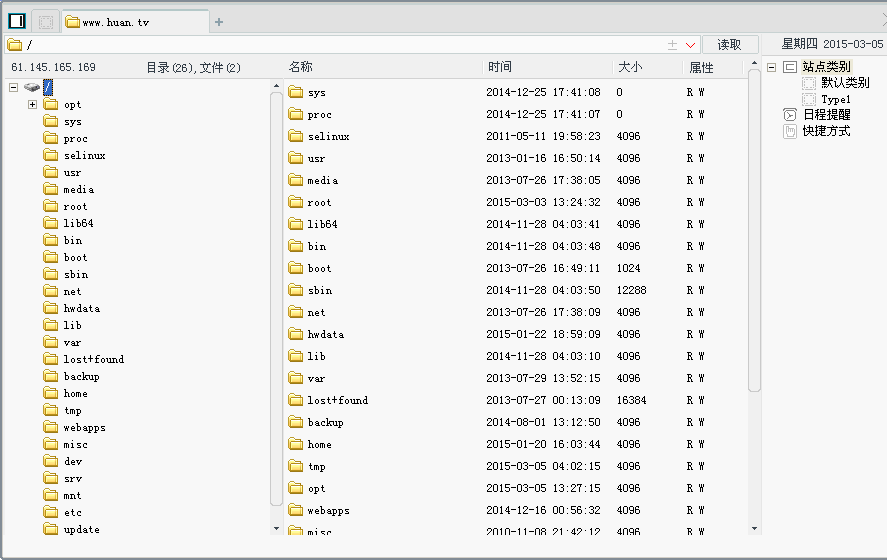 www.huan.tv
/
读取
星期四 2015-03-05
61.145.165.169 目录(26),文件(2)
名称 时间 大小 属性
/
opt
sys
proc
selinux
usr
media
root
lib64
bin
boot
sbin
net
hwdata
lib
var
lost+found
backup
home
tmp
webapps
misc
dev
srv
mnt
etc
update
sys 2014-12-25 17:41:08 0 R W
proc 2014-12-25 17:41:07 0 R W
selinux 2011-05-11 19:58:23 4096 R W
usr 2013-01-16 16:50:14 4096 R W
media 2013-07-26 17:38:05 4096 R W
root 2015-03-03 13:24:32 4096 R W
lib64 2014-11-28 04:03:41 4096 R W
bin 2014-11-28 04:03:48 4096 R W
boot 2013-07-26 16:49:11 1024 R W
sbin 2014-11-28 04:03:50 12288 R W
net 2013-07-26 17:38:09 4096 R W
hwdata 2015-01-22 18:59:09 4096 R W
lib 2014-11-28 04:03:10 4096 R W
var 2013-07-29 13:52:15 4096 R W
lost+found 2013-07-27 00:13:09 16384 R W
backup 2014-08-01 13:12:50 4096 R W
home 2015-01-20 16:03:44 4096 R W
tmp 2015-03-05 04:02:15 4096 R W
opt 2015-03-05 13:27:15 4096 R W
webapps 2014-12-16 00:56:32 4096 R W
misc 2010-11-08 21:42:12 4096 R W
站点类别
默认类别
Type1
日程提醒
快捷方式